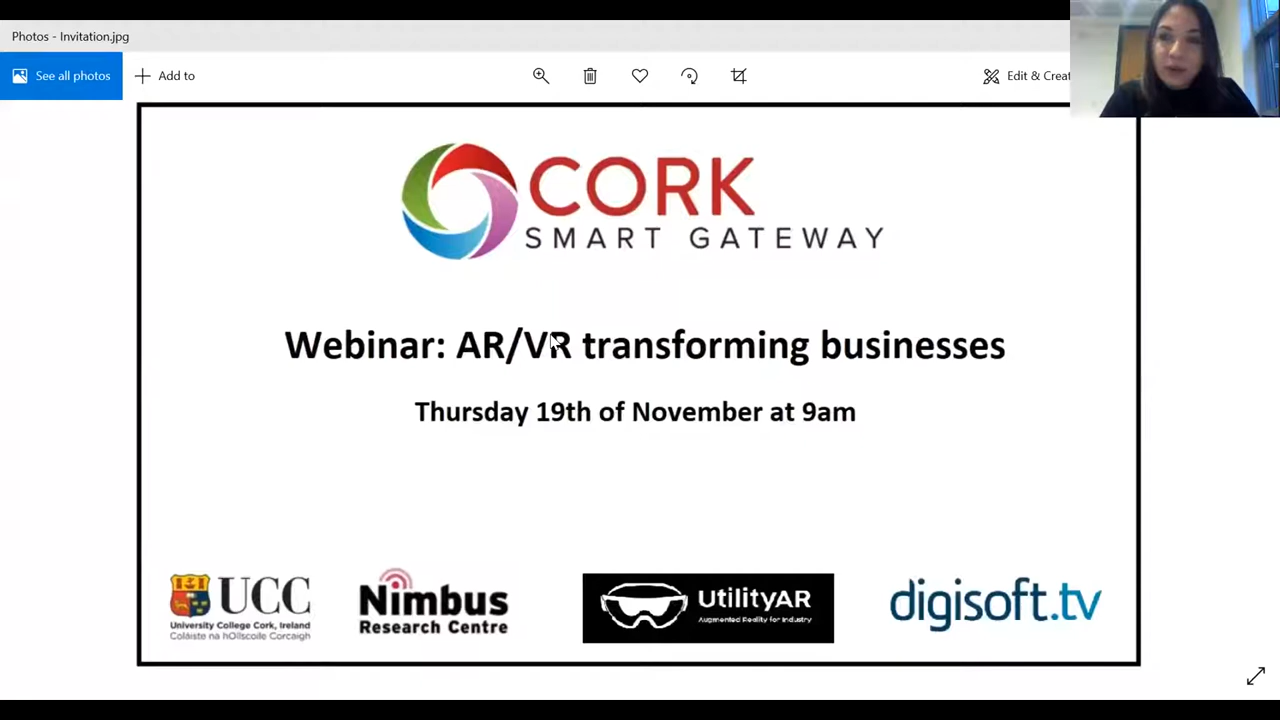 Photos - Invitation.jpg
See all photos
Add to
Edit & Creat
CORK
SMART GATEWAY
Webinar: AR/VR transforming businesses
Thursday 19th of November at 9am
UCC
University College Cork, Ireland
Coláiste na hOllscoile Corcaigh
Nimbus
Research Centre
UtilityAR
Augmented Reality for Industry
digisoft.tv